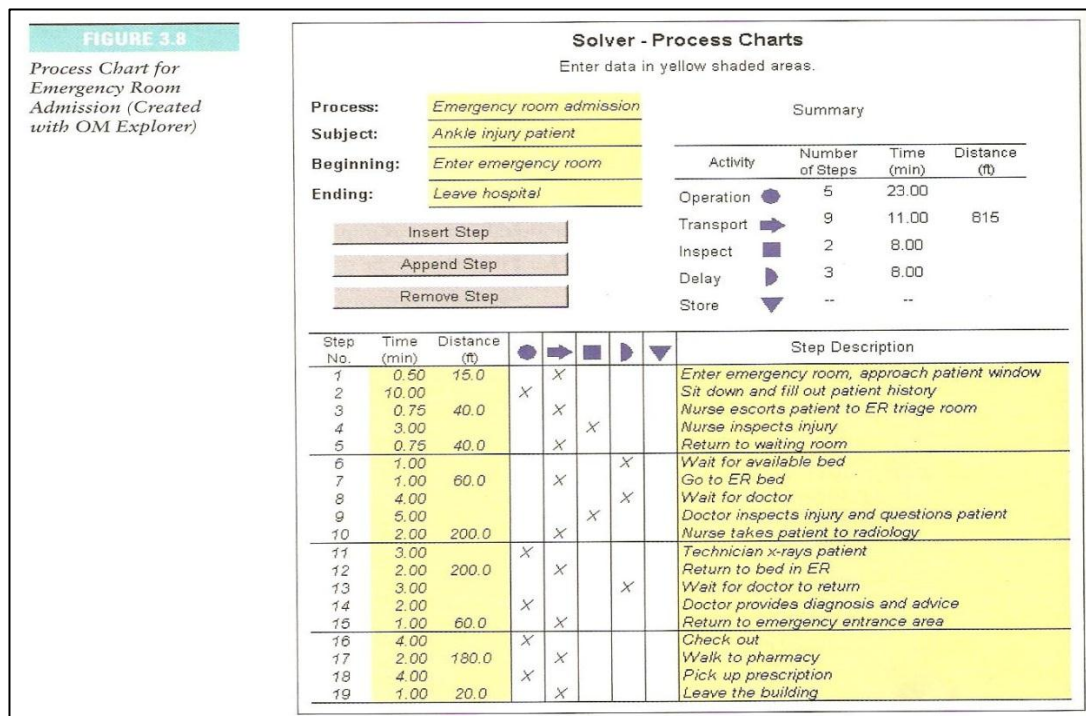 FIGURE 3.8
Process Chart for
Emergency Room
Admission (Created
with OM Explorer)
Solver - Process Charts
Enter data in yellow shaded areas.
Process: Emergency room admission
Subject: Ankle injury patient
Beginning: Enter emergency room
Ending: Leave hospital
Insert Step
Append Step
Remove Step
Summary
Activity Number of Steps Time (min) Distance (ft)
Operation 5 23.00
Transport 9 11.00 815
Inspect 2 8.00
Delay 3 8.00
Store -- --
Step No. Time (min) Distance (ft) Step Description
1 0.50 15.0 X Enter emergency room, approach patient window
2 10.00 X Sit down and fill out patient history
3 0.75 40.0 X Nurse escorts patient to ER triage room
4 3.00 X Nurse inspects injury
5 0.75 40.0 X Return to waiting room
6 1.00 X Wait for available bed
7 1.00 60.0 X Go to ER bed
8 4.00 X Wait for doctor
9 5.00 X Doctor inspects injury and questions patient
10 2.00 200.0 X Nurse takes patient to radiology
11 3.00 X Technician x-rays patient
12 2.00 200.0 X Return to bed in ER
13 3.00 X Wait for doctor to return
14 2.00 X Doctor provides diagnosis and advice
15 1.00 60.0 X Return to emergency entrance area
16 4.00 X Check out
17 2.00 180.0 X Walk to pharmacy
18 4.00 X Pick up prescription
19 1.00 20.0 X Leave the building